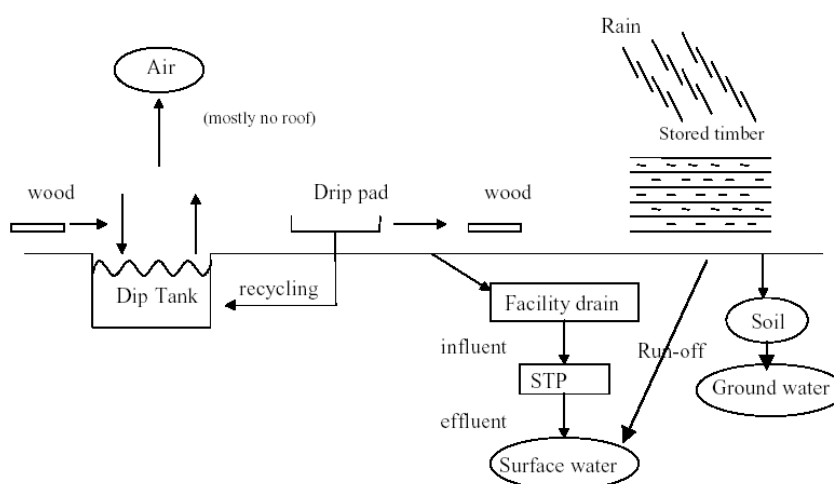 Rain
Air
(mostly no roof)
Stored timber
wood
Drip pad
wood
Dip Tank
recycling
Facility drain
Soil
influent
Run-off
STP
Ground water
effluent
Surface water